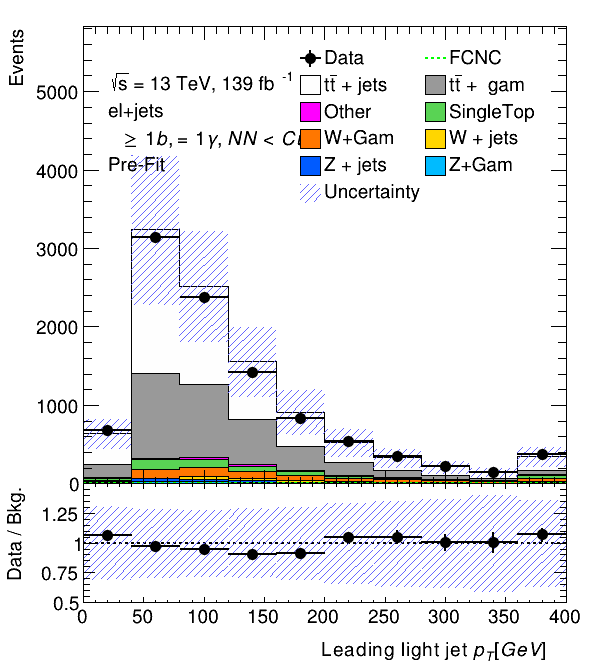 Events
5000
4000
3000
2000
1000
0
√s = 13 TeV, 139 fb⁻¹
el+jets
≥ 1b, = 1γ, NN < C
Pre-Fit
Data
FCNC
tt̄ + jets
tt̄ + gam
Other
SingleTop
W+Gam
W + jets
Z + jets
Z+Gam
Uncertainty
Data / Bkg.
1.25
1
0.75
0.5
0 50 100 150 200 250 300 350 400
Leading light jet p_T[GeV]